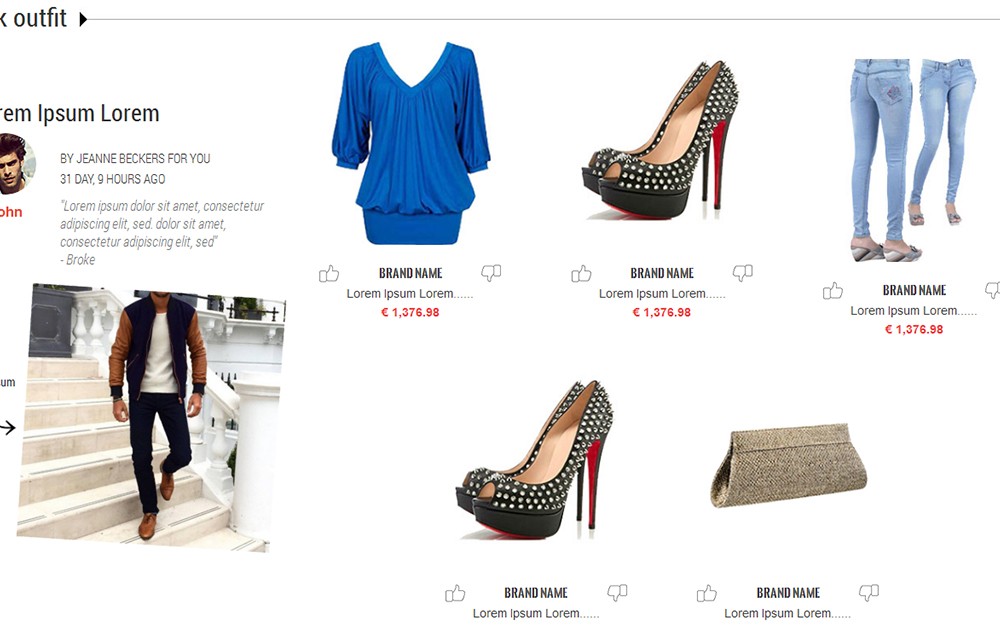 k outfit
rem Ipsum Lorem
BY JEANNE BECKERS FOR YOU
31 DAY, 9 HOURS AGO
ohn
"Lorem ipsum dolor sit amet, consectetur
adipiscing elit, sed. dolor sit amet,
consectetur adipiscing elit, sed"
- Broke
sum
BRAND NAME
Lorem Ipsum Lorem......
€ 1,376.98
BRAND NAME
Lorem Ipsum Lorem......
€ 1,376.98
BRAND NAME
Lorem Ipsum Lorem......
€ 1,376.98
BRAND NAME
Lorem Ipsum Lorem......
BRAND NAME
Lorem Ipsum Lorem......